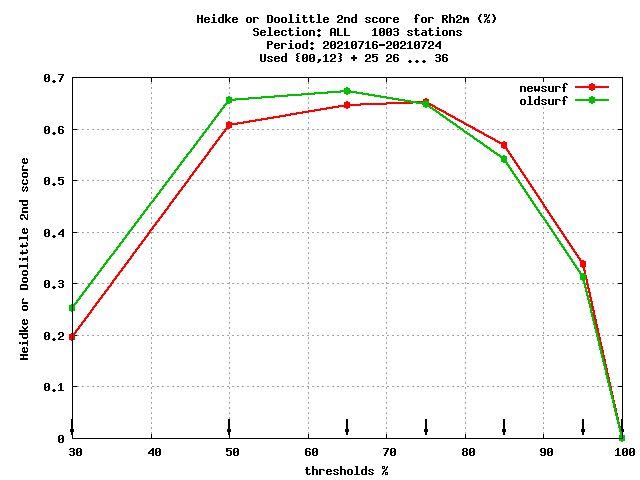 Heidke or Doolittle 2nd score  for Rh2m (%)
Selection: ALL   1003 stations
Period: 20210716-20210724
Used {00,12} + 25 26 ... 36
newsurf
oldsurf
0.7
0.6
0.5
0.4
0.3
0.2
0.1
0
Heidke or Doolittle 2nd score
30 40 50 60 70 80 90 100
thresholds %